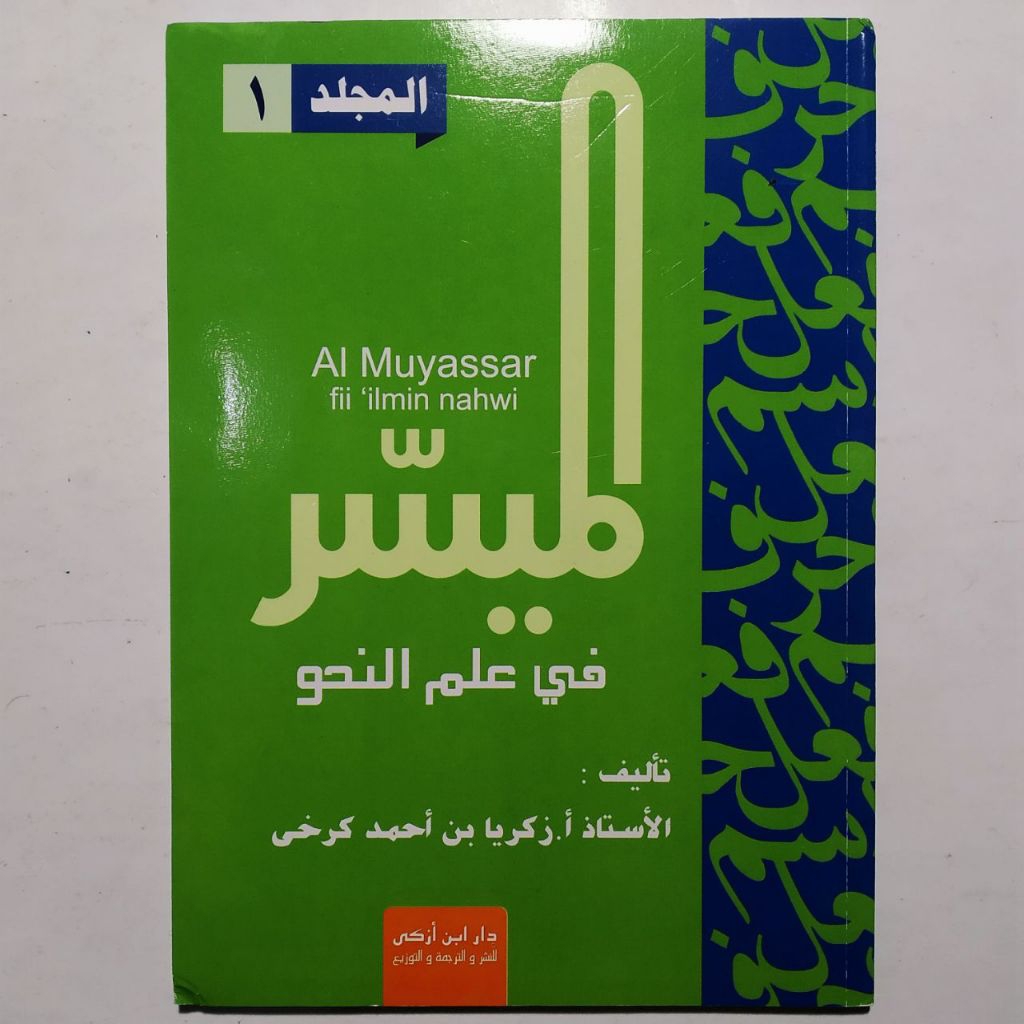 المجلد ١
Al Muyassar
fii ‘ilmin nahwi
الميسّر
في علم النحو
تأليف :
الأستاذ أ.زكريا بن أحمد كرخى
دار ابن أزكى
للنشر و الترجمة و التوزيع